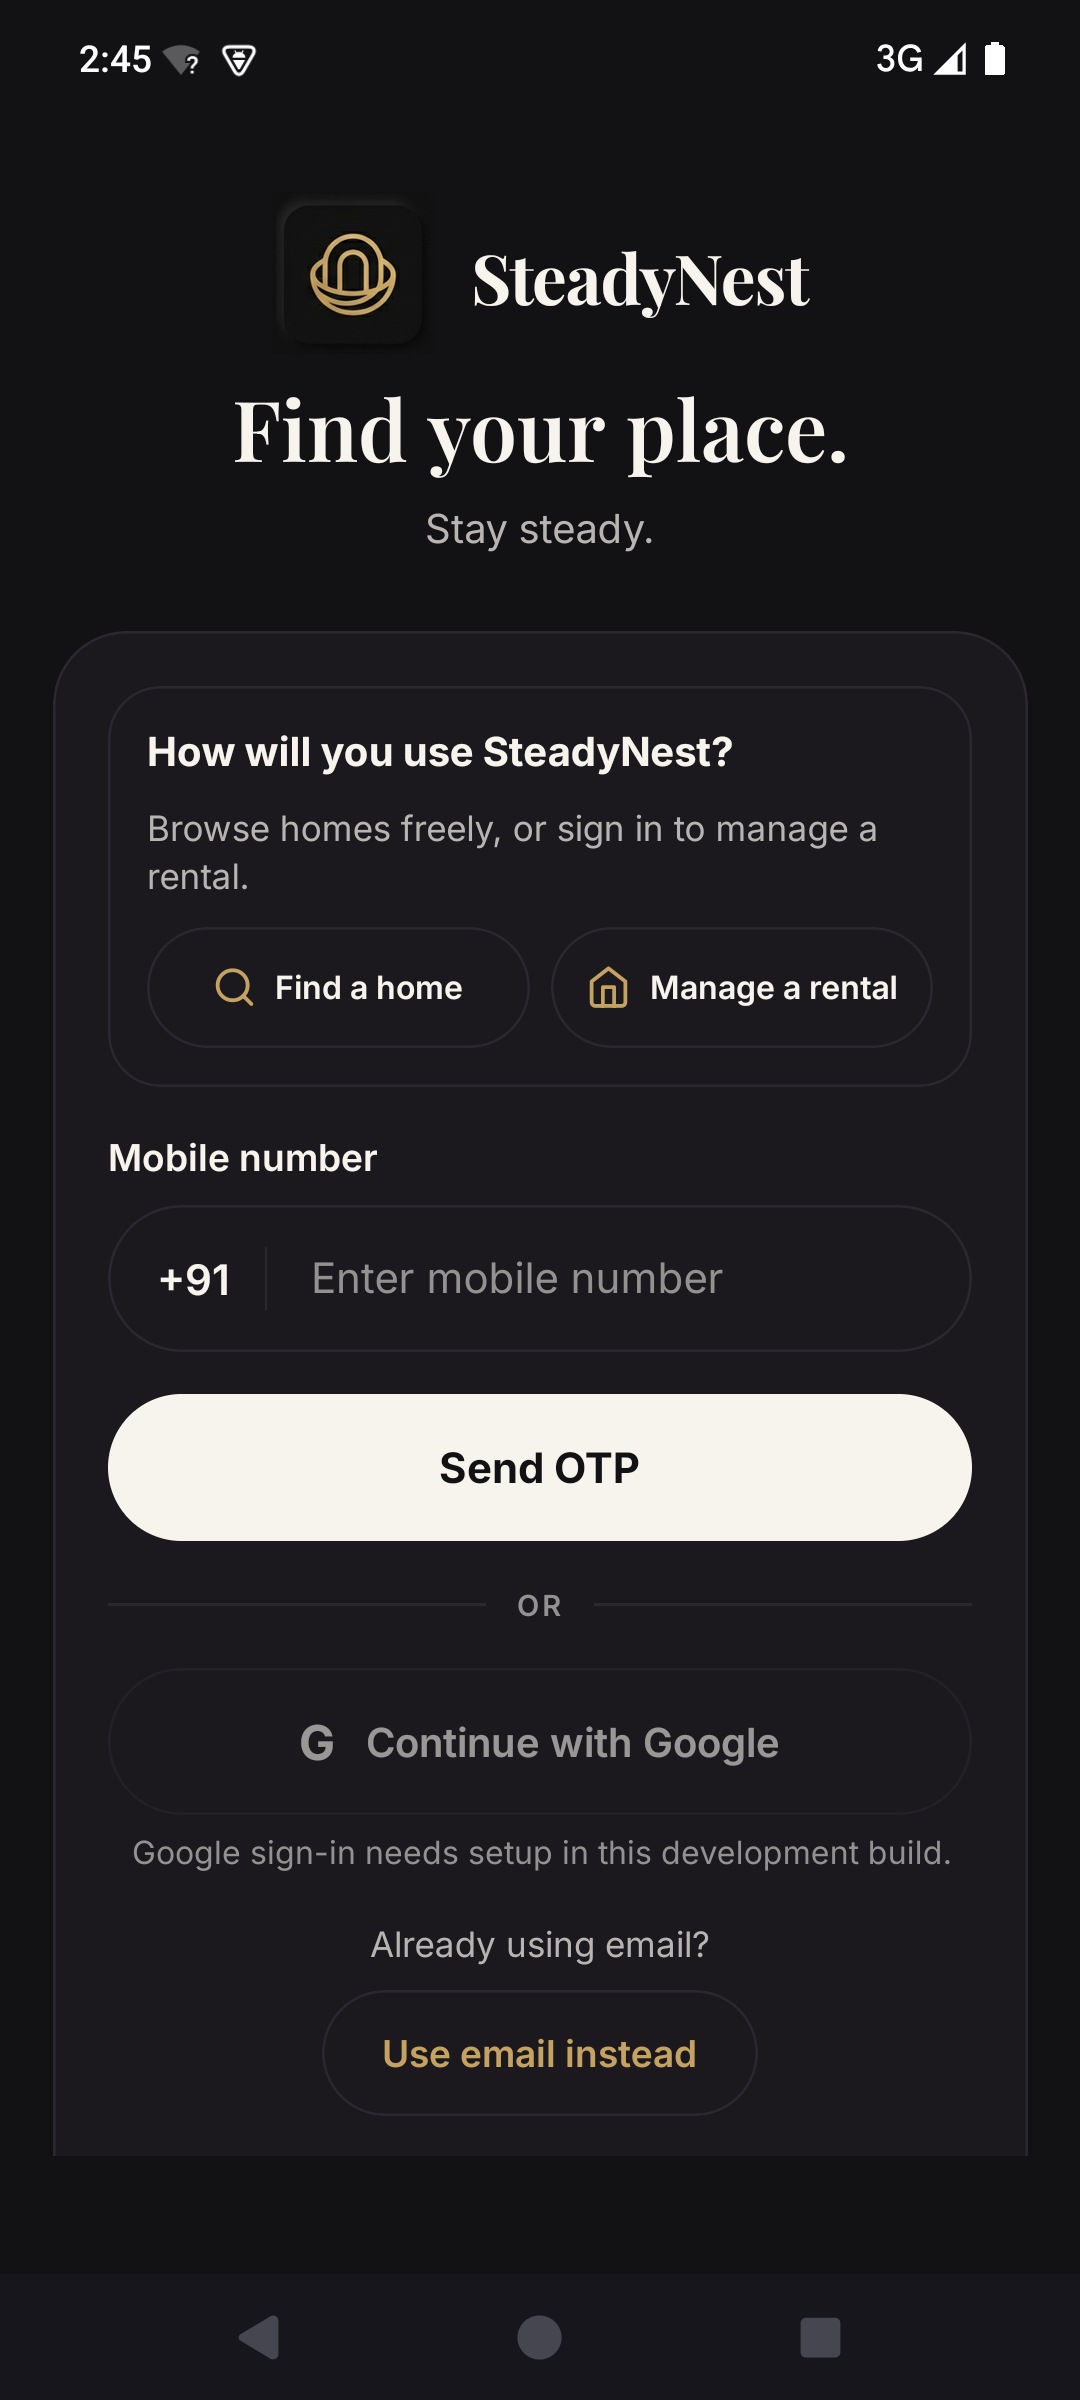 2:45
3G
SteadyNest
Find your place.
Stay steady.
How will you use SteadyNest?
Browse homes freely, or sign in to manage a
rental.
Find a home
Manage a rental
Mobile number
+91 Enter mobile number
Send OTP
OR
G Continue with Google
Google sign-in needs setup in this development build.
Already using email?
Use email instead